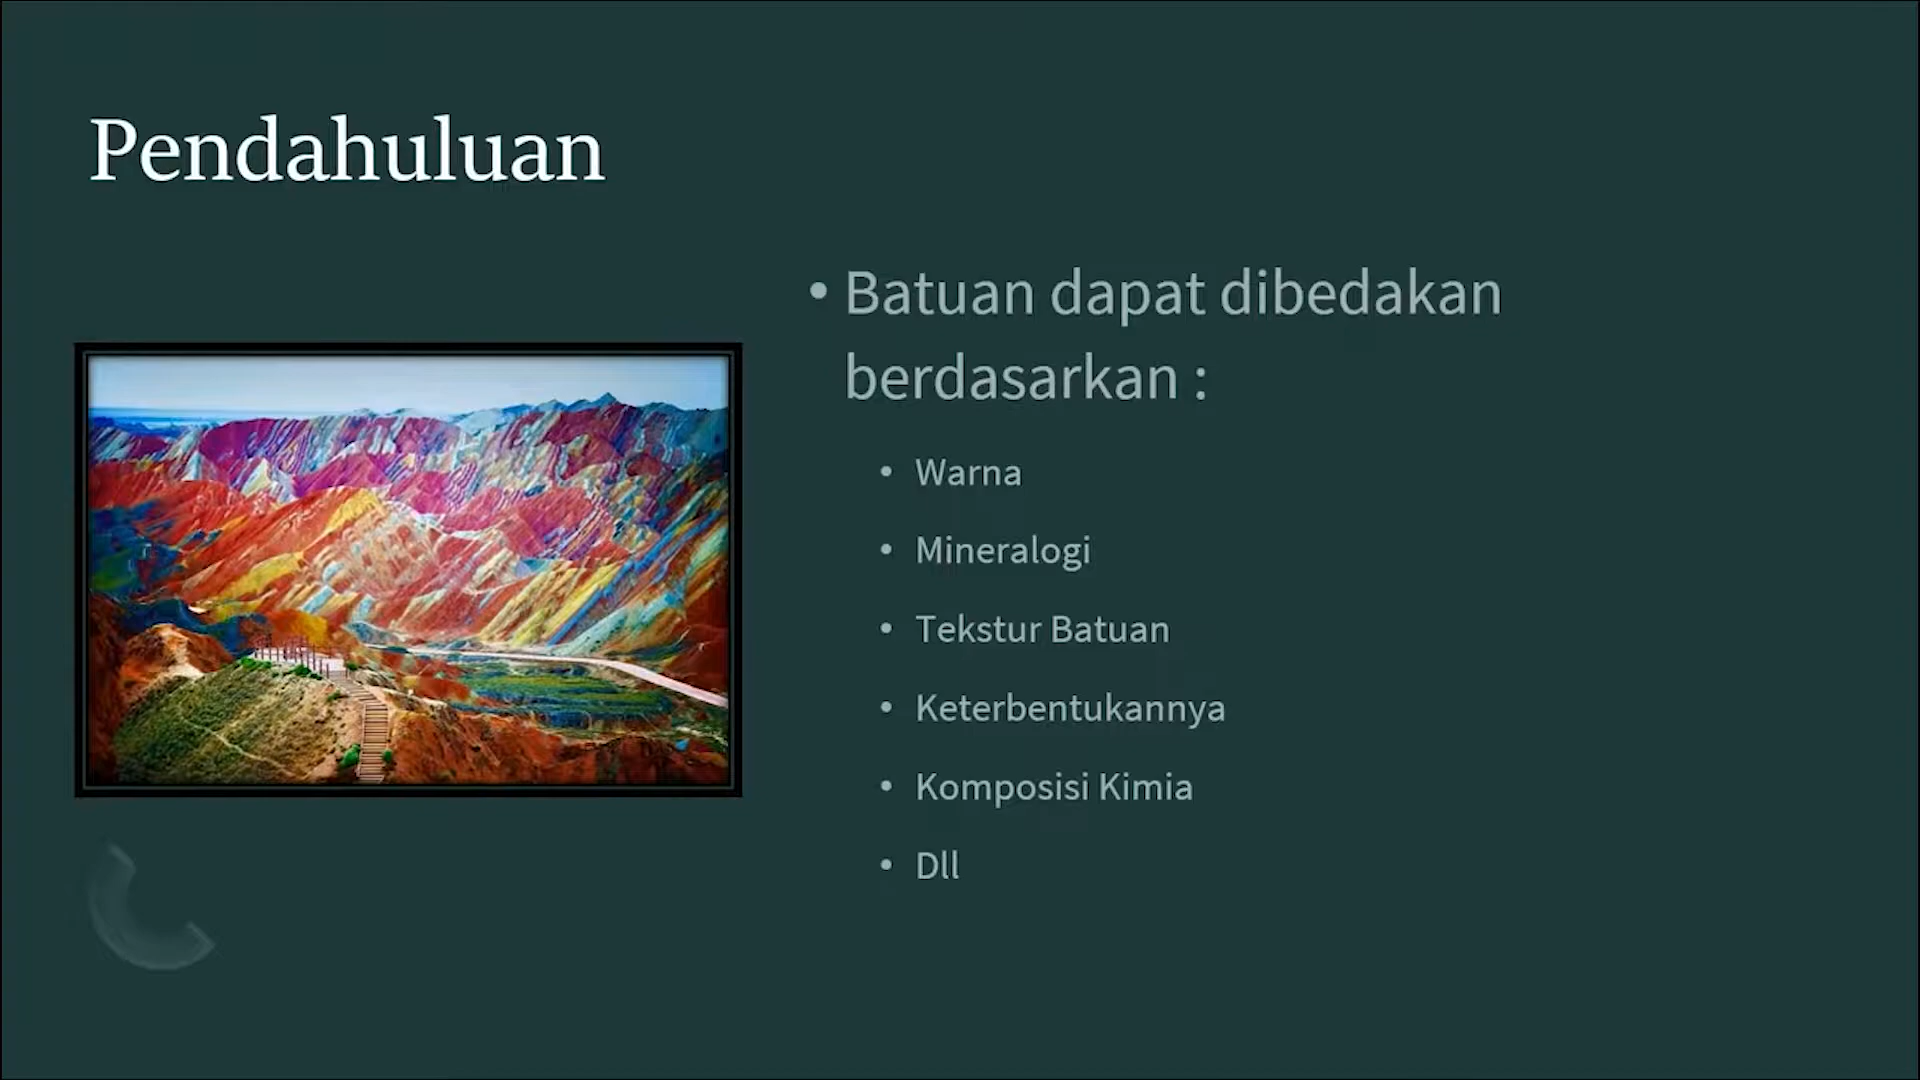 Pendahuluan
• Batuan dapat dibedakan
berdasarkan :
• Warna
• Mineralogi
• Tekstur Batuan
• Keterbentukannya
• Komposisi Kimia
• Dll